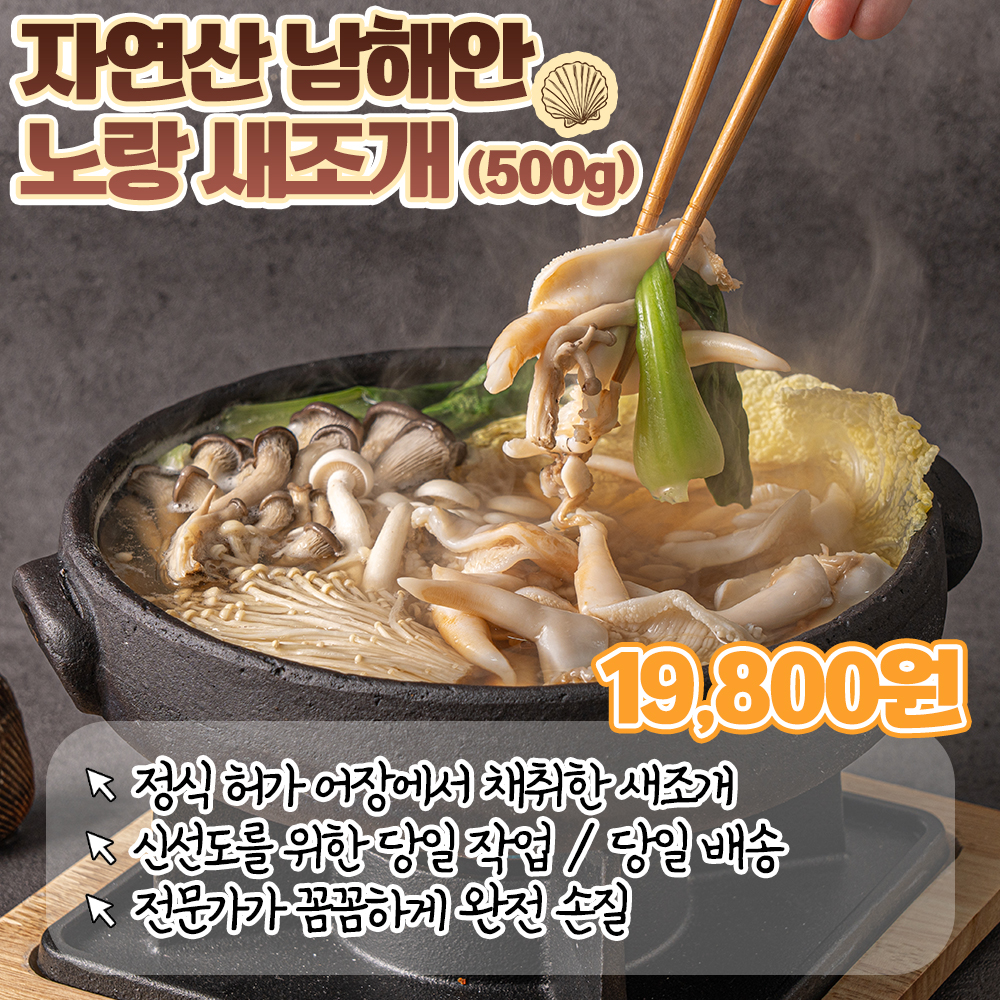 자연산 남해안
노랑 새조개 (500g)
19,800원
정식 허가 어장에서 채취한 새조개
신선도를 위한 당일 작업 / 당일 배송
전문가가 꼼꼼하게 완전 손질